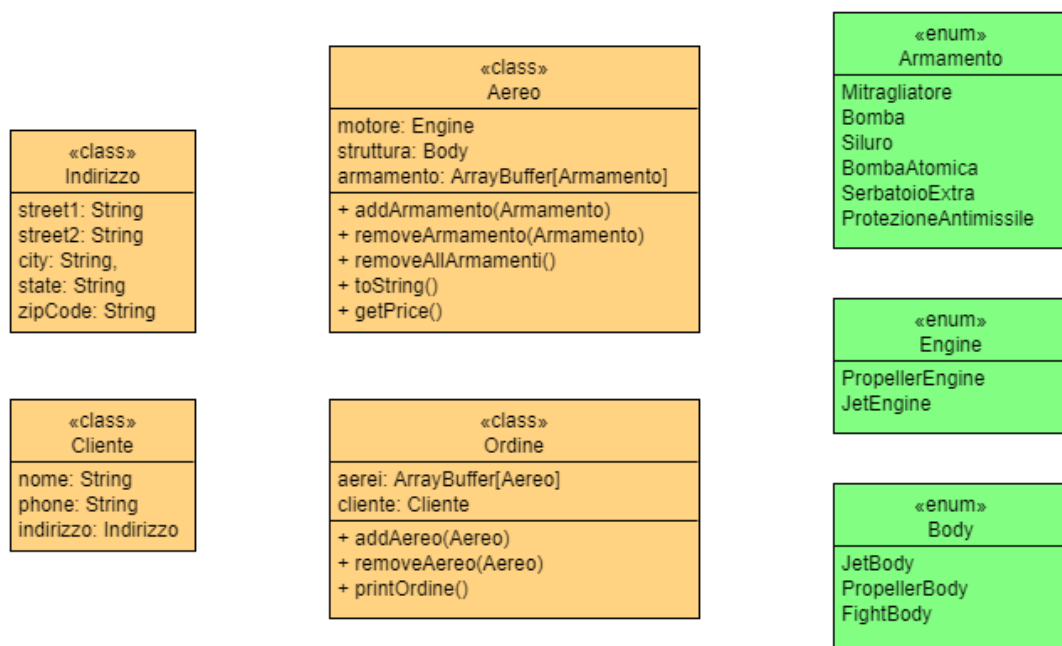 «class»
Indirizzo
street1: String
street2: String
city: String,
state: String
zipCode: String
«class»
Cliente
nome: String
phone: String
indirizzo: Indirizzo
«class»
Aereo
motore: Engine
struttura: Body
armamento: ArrayBuffer[Armamento]
+ addArmamento(Armamento)
+ removeArmamento(Armamento)
+ removeAllArmamenti()
+ toString()
+ getPrice()
«class»
Ordine
aerei: ArrayBuffer[Aereo]
cliente: Cliente
+ addAereo(Aereo)
+ removeAereo(Aereo)
+ printOrdine()
«enum»
Armamento
Mitragliatore
Bomba
Siluro
BombaAtomica
SerbatoioExtra
ProtezioneAntimissile
«enum»
Engine
PropellerEngine
JetEngine
«enum»
Body
JetBody
PropellerBody
FightBody